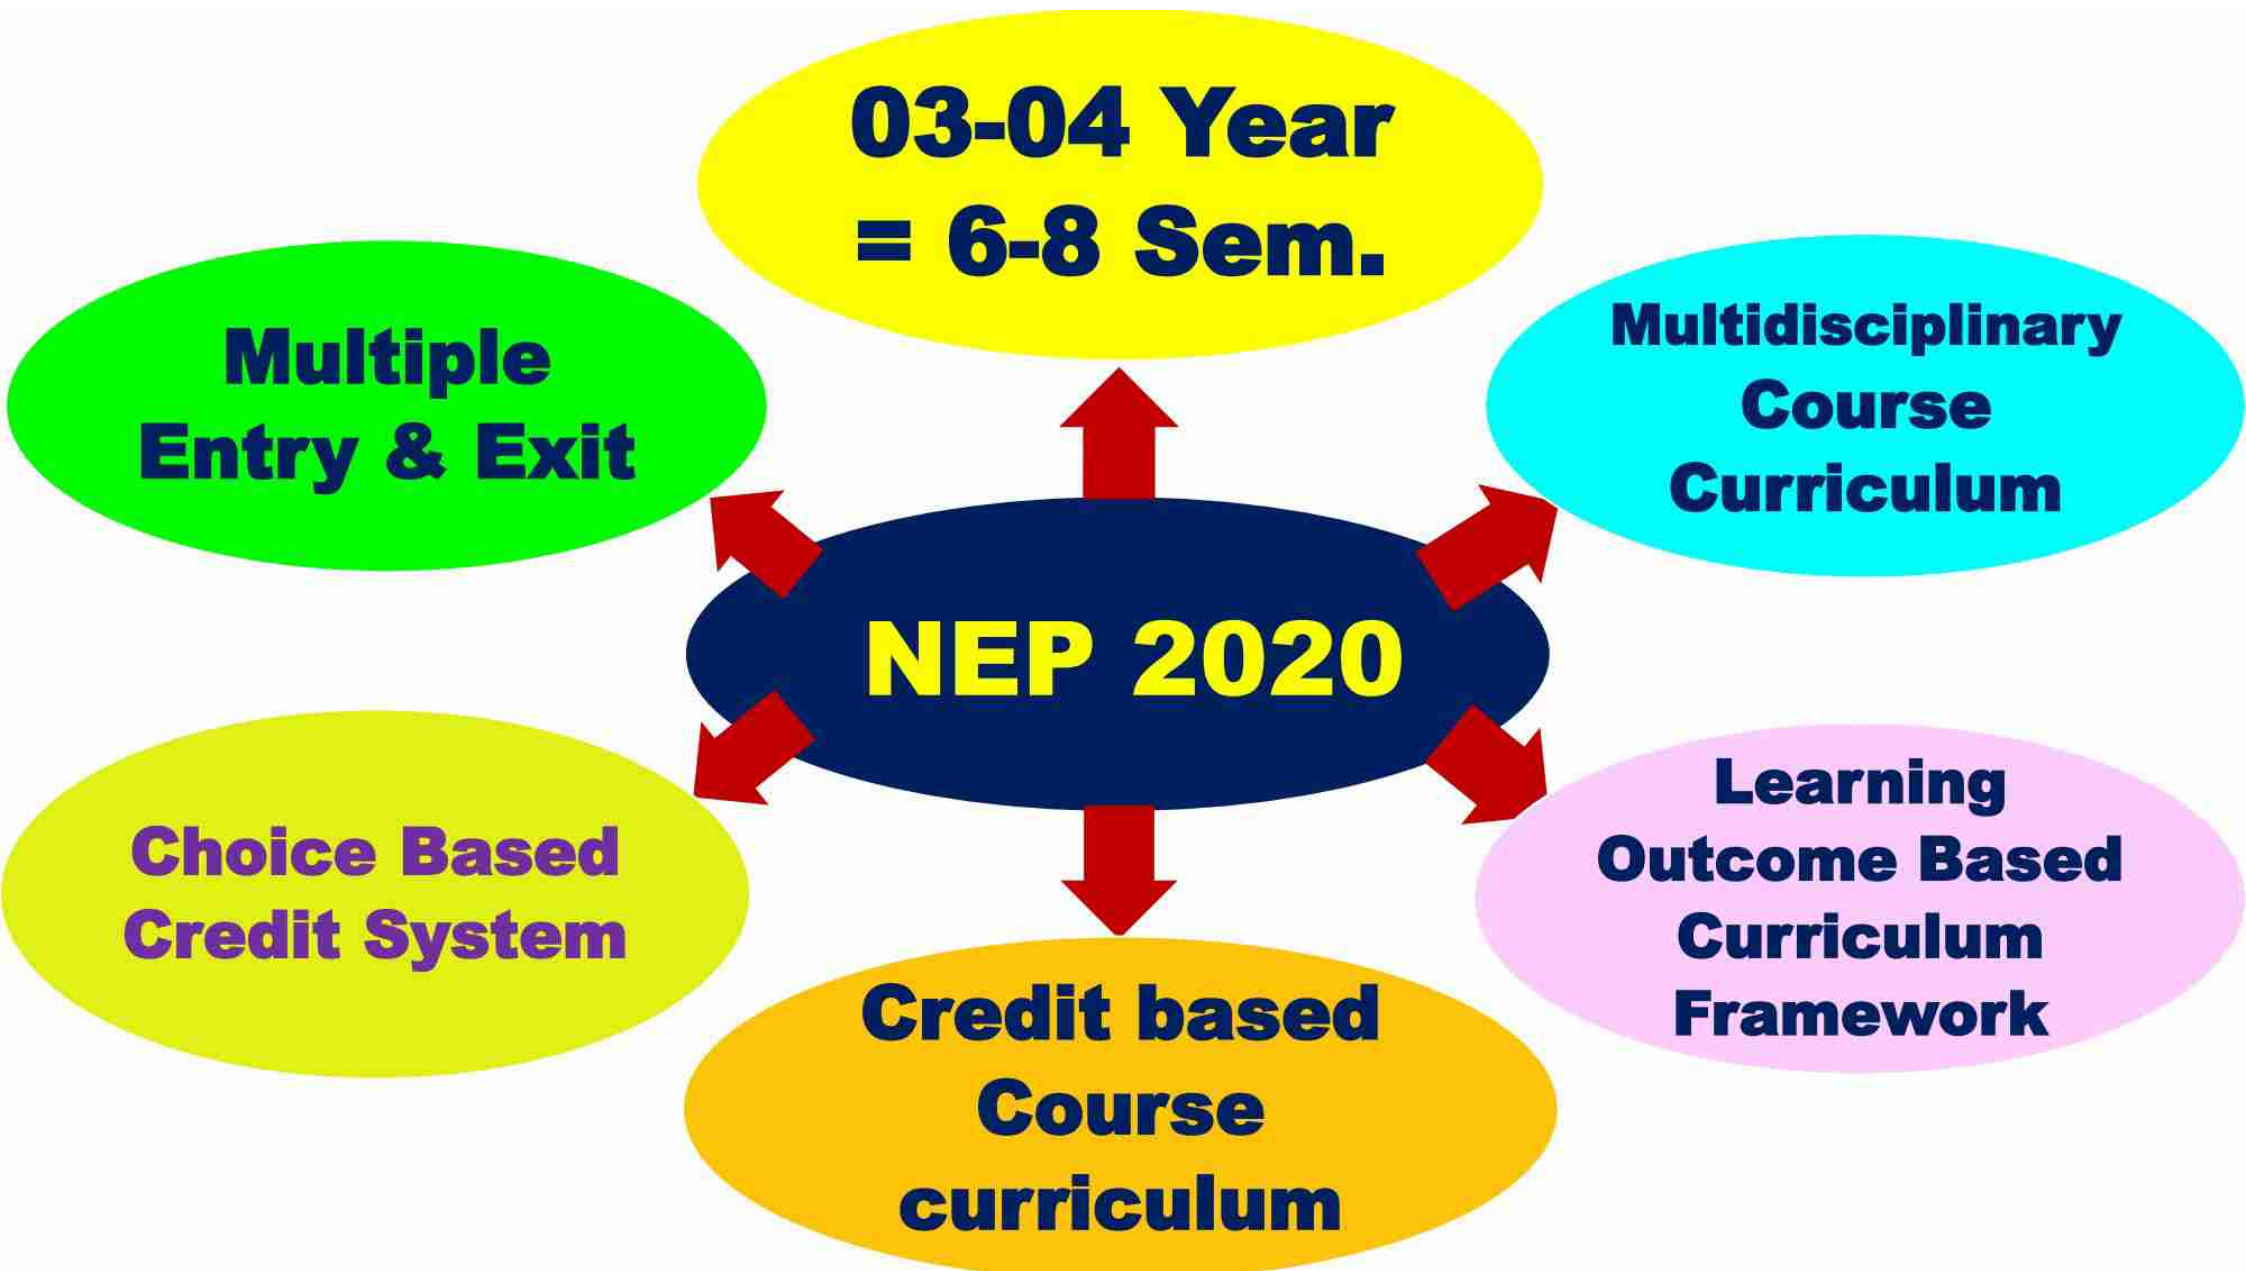 03-04 Year
= 6-8 Sem.
Multiple
Entry & Exit
Multidisciplinary
Course
Curriculum
NEP 2020
Choice Based
Credit System
Learning
Outcome Based
Curriculum
Framework
Credit based
Course
curriculum